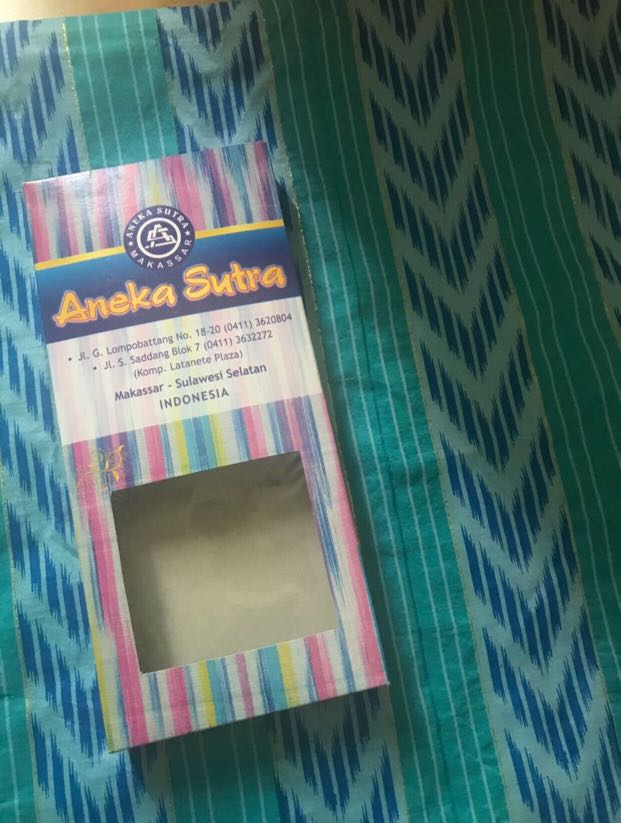 ★ ANEKA SUTRA ★
MAKASSAR
Aneka Sutra
• Jl. G. Lompobattang No. 18-20 (0411) 3620804
• Jl. S. Saddang Blok 7 (0411) 3632272
(Komp. Latanete Plaza)
Makassar - Sulawesi Selatan
INDONESIA